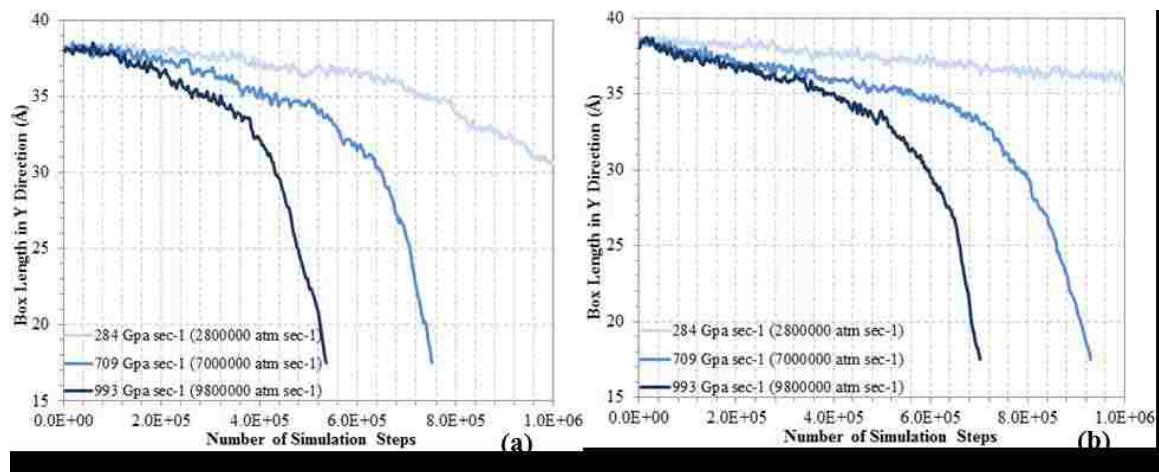 40
35
30
25
20
15
Box Length in Y Direction (Å)
284 Gpa sec-1 (2800000 atm sec-1)
709 Gpa sec-1 (7000000 atm sec-1)
993 Gpa sec-1 (9800000 atm sec-1)
0.0E+00 2.0E+05 4.0E+05 6.0E+05 8.0E+05 1.0E+06
Number of Simulation Steps
(a)
40
35
30
25
20
15
Box Length in Y Direction (Å)
284 Gpa sec-1 (2800000 atm sec-1)
709 Gpa sec-1 (7000000 atm sec-1)
993 Gpa sec-1 (9800000 atm sec-1)
0.0E+00 2.0E+05 4.0E+05 6.0E+05 8.0E+05 1.0E+06
Number of Simulation Steps
(b)